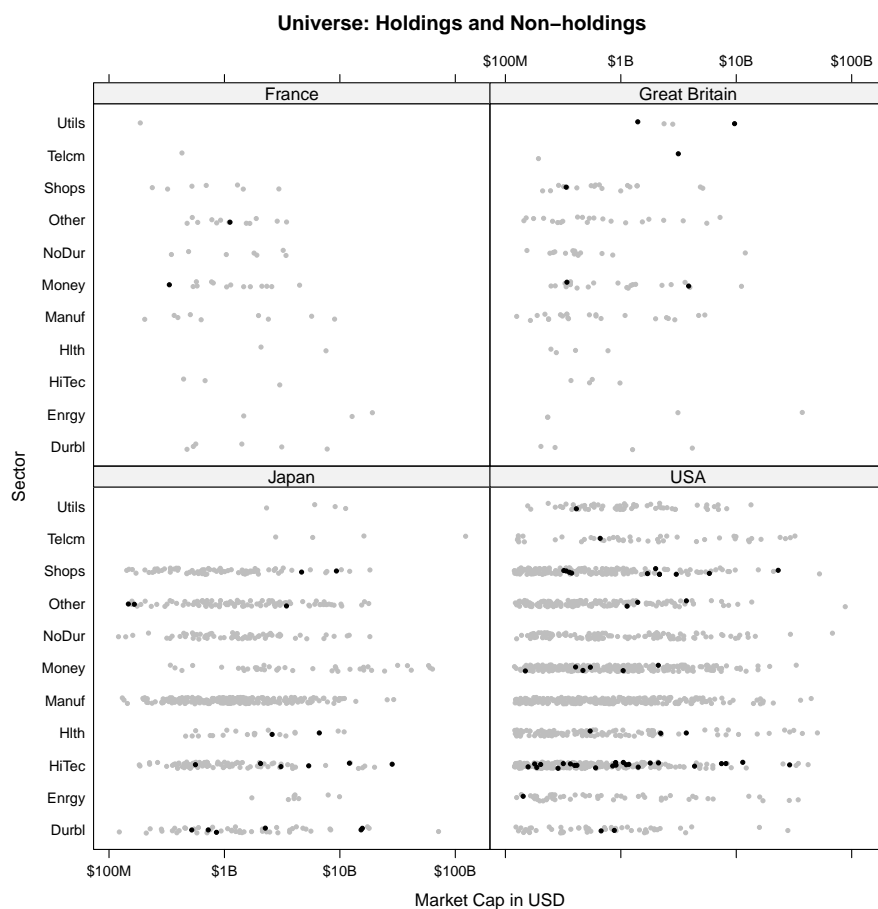 Universe: Holdings and Non−holdings
$100M $1B $10B $100B
France Great Britain
Utils
Telcm
Shops
Other
NoDur
Money
Manuf
Hlth
HiTec
Enrgy
Durbl
Sector
Japan USA
Utils
Telcm
Shops
Other
NoDur
Money
Manuf
Hlth
HiTec
Enrgy
Durbl
$100M $1B $10B $100B
Market Cap in USD